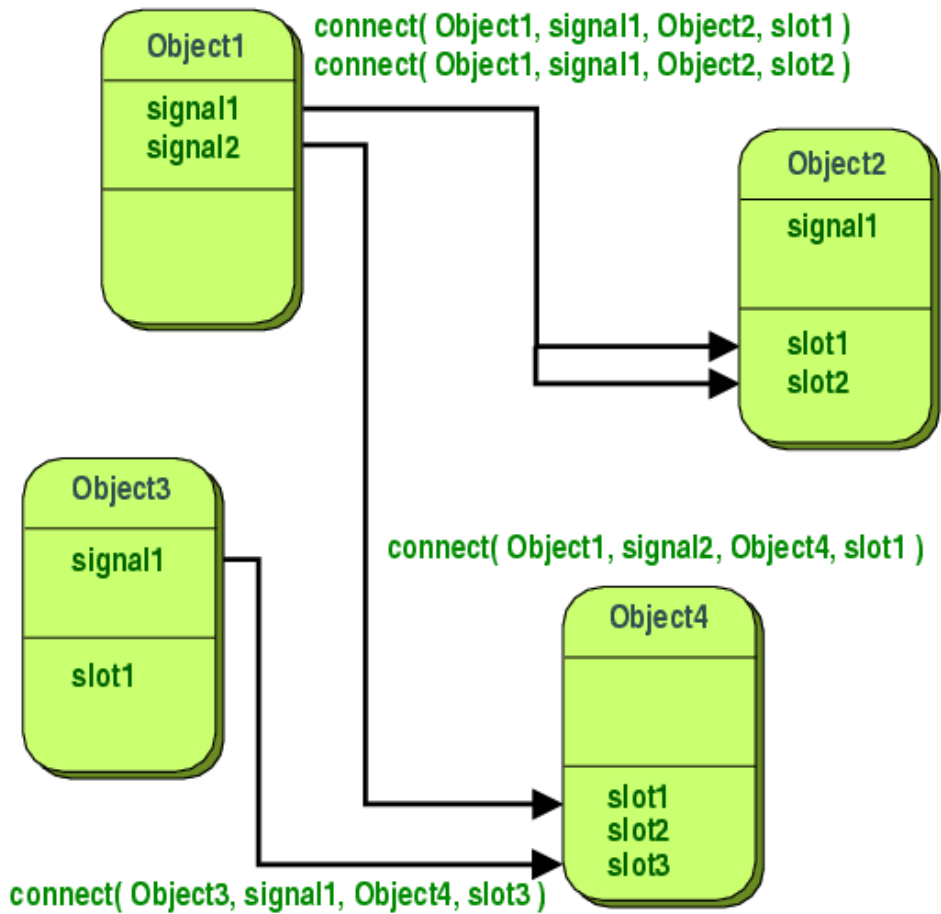 connect( Object1, signal1, Object2, slot1 )
connect( Object1, signal1, Object2, slot2 )
Object1
signal1
signal2
Object2
signal1
slot1
slot2
Object3
signal1
slot1
connect( Object1, signal2, Object4, slot1 )
Object4
slot1
slot2
slot3
connect( Object3, signal1, Object4, slot3 )